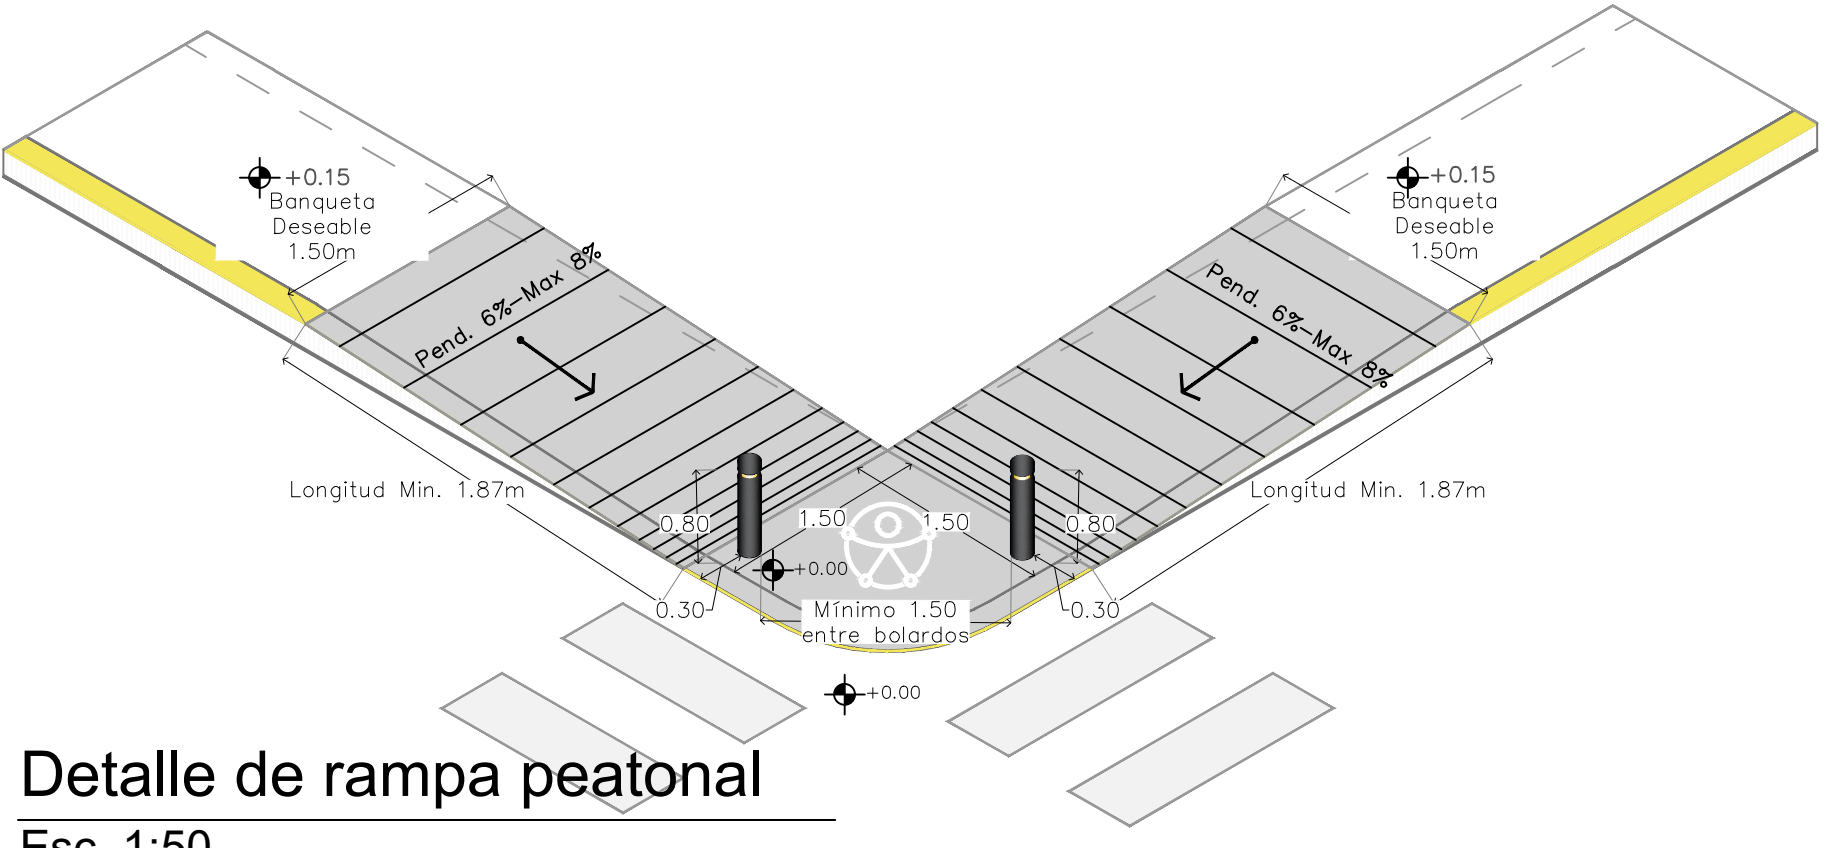 +0.15
Banqueta
Deseable
1.50m
+0.15
Banqueta
Deseable
1.50m
Pend. 6%-Max 8%
Pend. 6%-Max 8%
Longitud Min. 1.87m
Longitud Min. 1.87m
0.80
1.50
1.50
0.80
+0.00
0.30
Mínimo 1.50
entre bolardos
0.30
+0.00
Detalle de rampa peatonal
Esc. 1:50